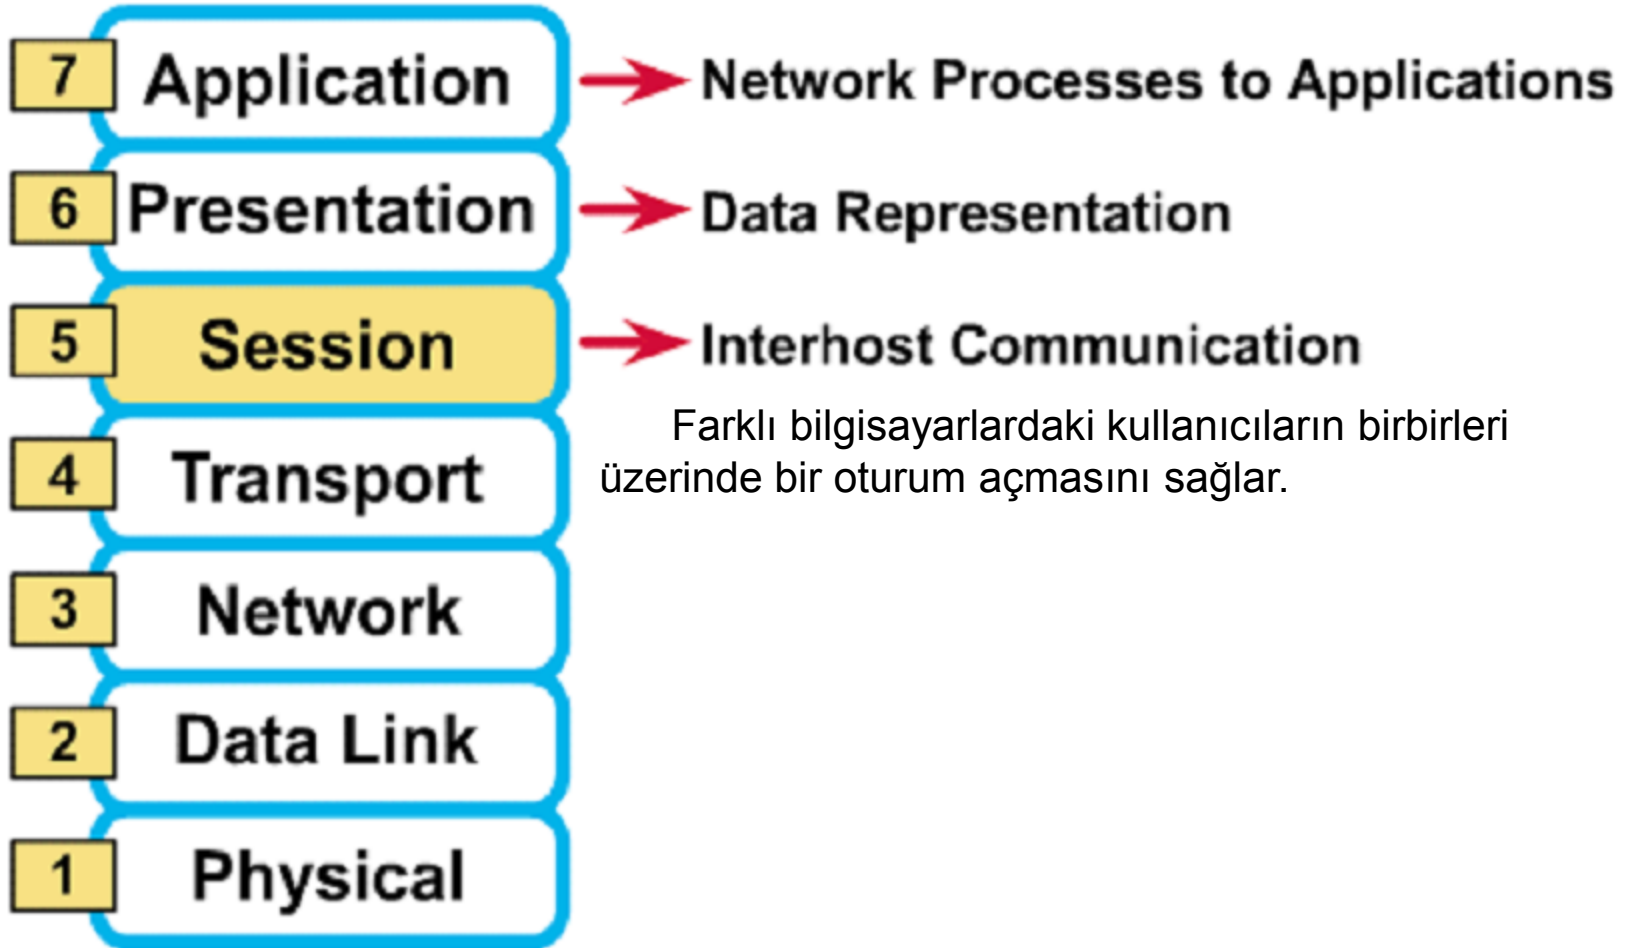 7 Application Network Processes to Applications
6 Presentation Data Representation
5 Session Interhost Communication
Farklı bilgisayarlardaki kullanıcıların birbirleri
üzerinde bir oturum açmasını sağlar.
4 Transport
3 Network
2 Data Link
1 Physical